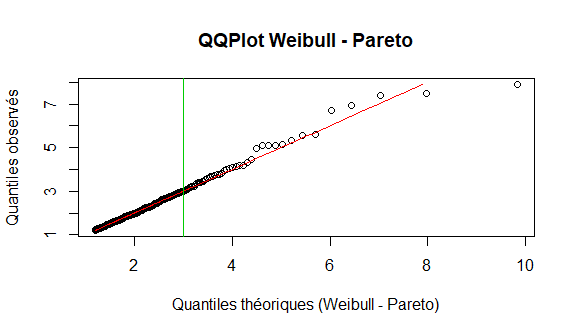 QQPlot Weibull - Pareto
Quantiles observés
7
5
3
1
2 4 6 8 10
Quantiles théoriques (Weibull - Pareto)